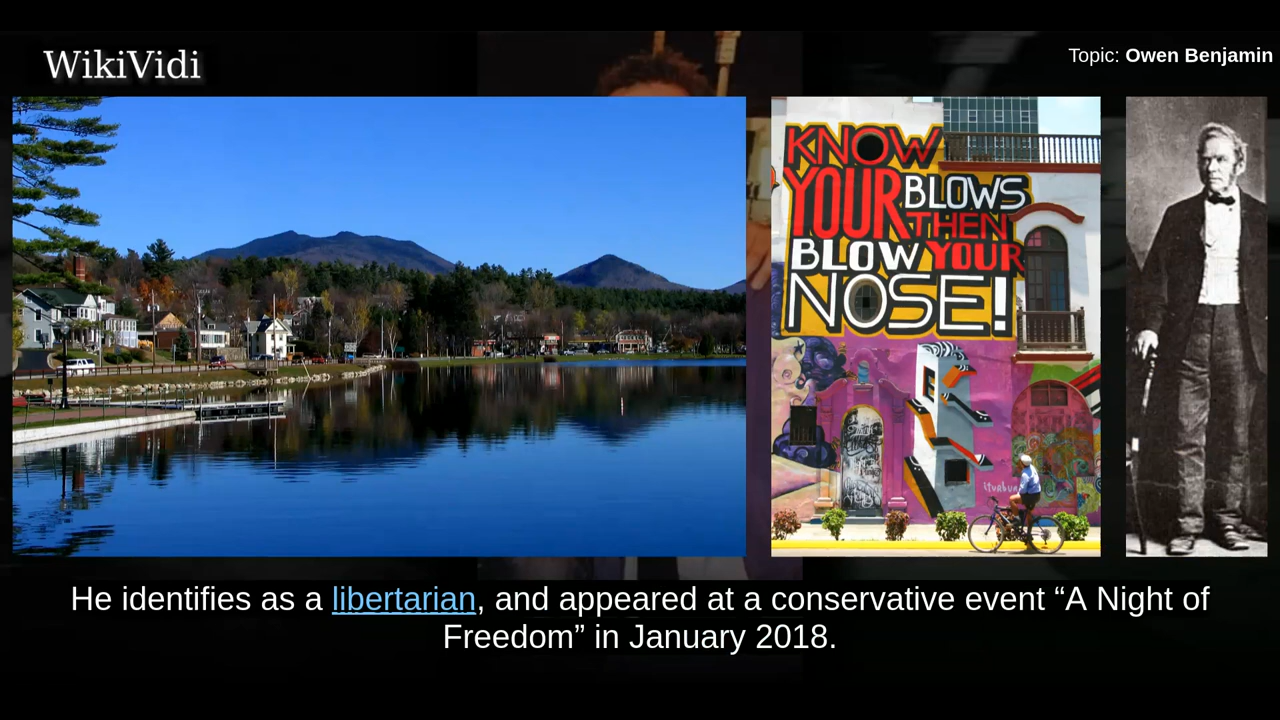 WikiVidi
Topic: Owen Benjamin
KNOW
YOUR BLOWS
THEN
BLOW YOUR
NOSE!
He identifies as a libertarian, and appeared at a conservative event “A Night of
Freedom” in January 2018.